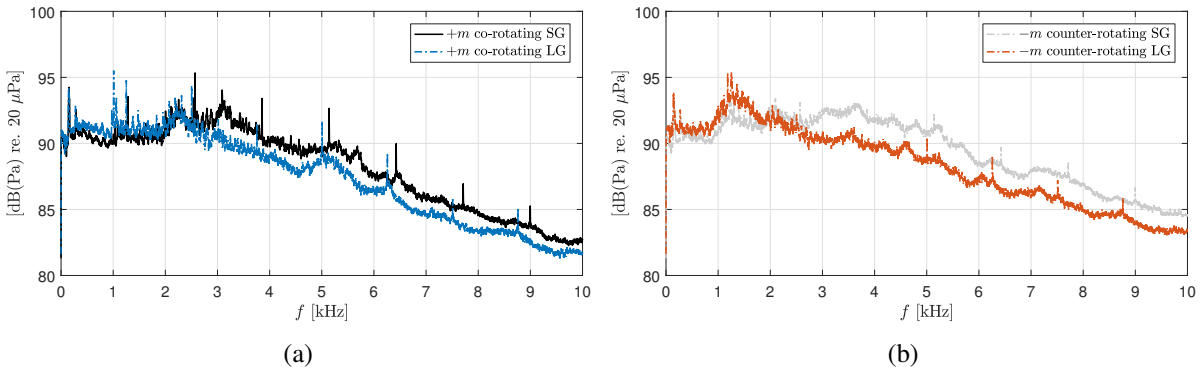 100
95
90
85
80
[dB(Pa) re. 20 μPa)
+m co-rotating SG
+m co-rotating LG
0 1 2 3 4 5 6 7 8 9 10
f [kHz]
(a)
100
95
90
85
80
[dB(Pa) re. 20 μPa)
−m counter-rotating SG
−m counter-rotating LG
0 1 2 3 4 5 6 7 8 9 10
f [kHz]
(b)